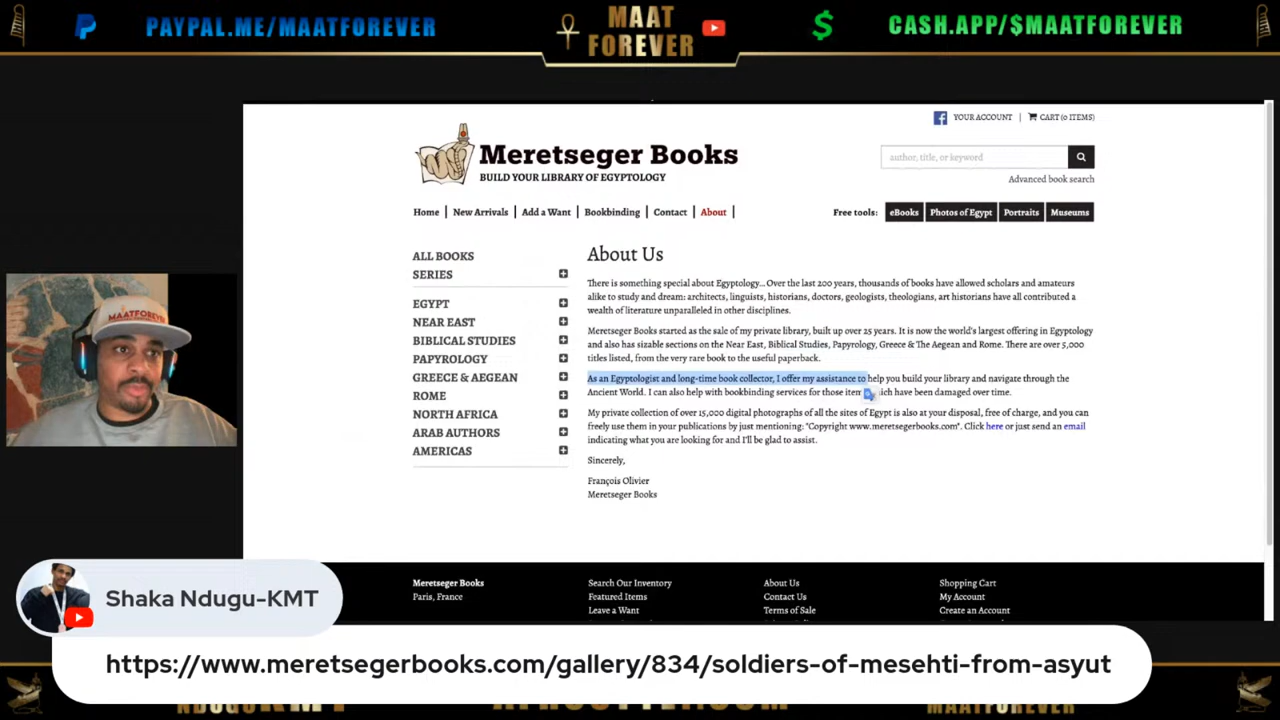 PAYPAL.ME/MAATFOREVER
MAAT
FOREVER
CASH.APP/$MAATFOREVER
YOUR ACCOUNT | CART (0 ITEMS)
Meretseger Books
BUILD YOUR LIBRARY OF EGYPTOLOGY
author, title, or keyword
Advanced book search
Home | New Arrivals | Add a Want | Bookbinding | Contact | About |
Free tools: eBooks Photos of Egypt Portraits Museums
ALL BOOKS
SERIES
EGYPT
NEAR EAST
BIBLICAL STUDIES
PAPYROLOGY
GREECE & AEGEAN
ROME
NORTH AFRICA
ARAB AUTHORS
AMERICAS
About Us
There is something special about Egyptology... Over the last 200 years, thousands of books have allowed scholars and amateurs
alike to study and dream: architects, linguists, historians, doctors, geologists, theologians, art historians have all contributed a
wealth of literature unparalleled in other disciplines.
Meretseger Books started as the sale of my private library, built up over 25 years. It is now the world's largest offering in Egyptology
and also has sizable sections on the Near East, Biblical Studies, Papyrology, Greece & The Aegean and Rome. There are over 5,000
titles listed, from the very rare book to the useful paperback.
As an Egyptologist and long-time book collector, I offer my assistance to help you build your library and navigate through the
Ancient World. I can also help with bookbinding services for those have been damaged over time.
My private collection of over 15,000 digital photographs of all the sites of Egypt is also at your disposal, free of charge, and you can
freely use them in your publications by just mentioning: "Copyright www.meretsegerbooks.com". Click here or just send an email
indicating what you are looking for and I'll be glad to assist.
Sincerely,
François Olivier
Meretseger Books
MAATFOREVER
Meretseger Books
Paris, France
Search Our Inventory
Featured Items
Leave a Want
About Us
Contact Us
Terms of Sale
Shopping Cart
My Account
Create an Account
Shaka Ndugu-KMT
https://www.meretsegerbooks.com/gallery/834/soldiers-of-mesehti-from-asyut